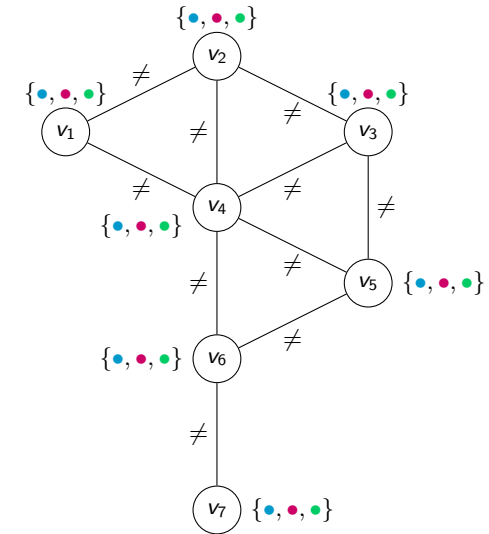 {•, •, •}
v2
≠
{•, •, •}
{•, •, •}
≠
v1
≠
v3
≠
≠
v4
≠
{•, •, •}
≠
≠
v5
{•, •, •}
≠
{•, •, •}
v6
≠
v7
{•, •, •}